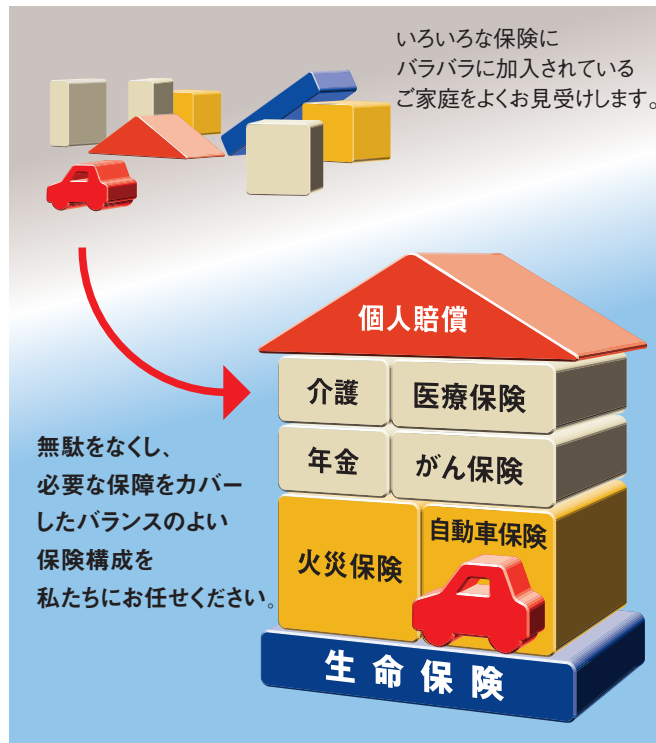 いろいろな保険に
バラバラに加入されている
ご家庭をよくお見受けします。
個人賠償
介護
医療保険
年金
がん保険
火災保険
自動車保険
生命保険
無駄をなくし、
必要な保障をカバー
したバランスのよい
保険構成を
私たちにお任せください。